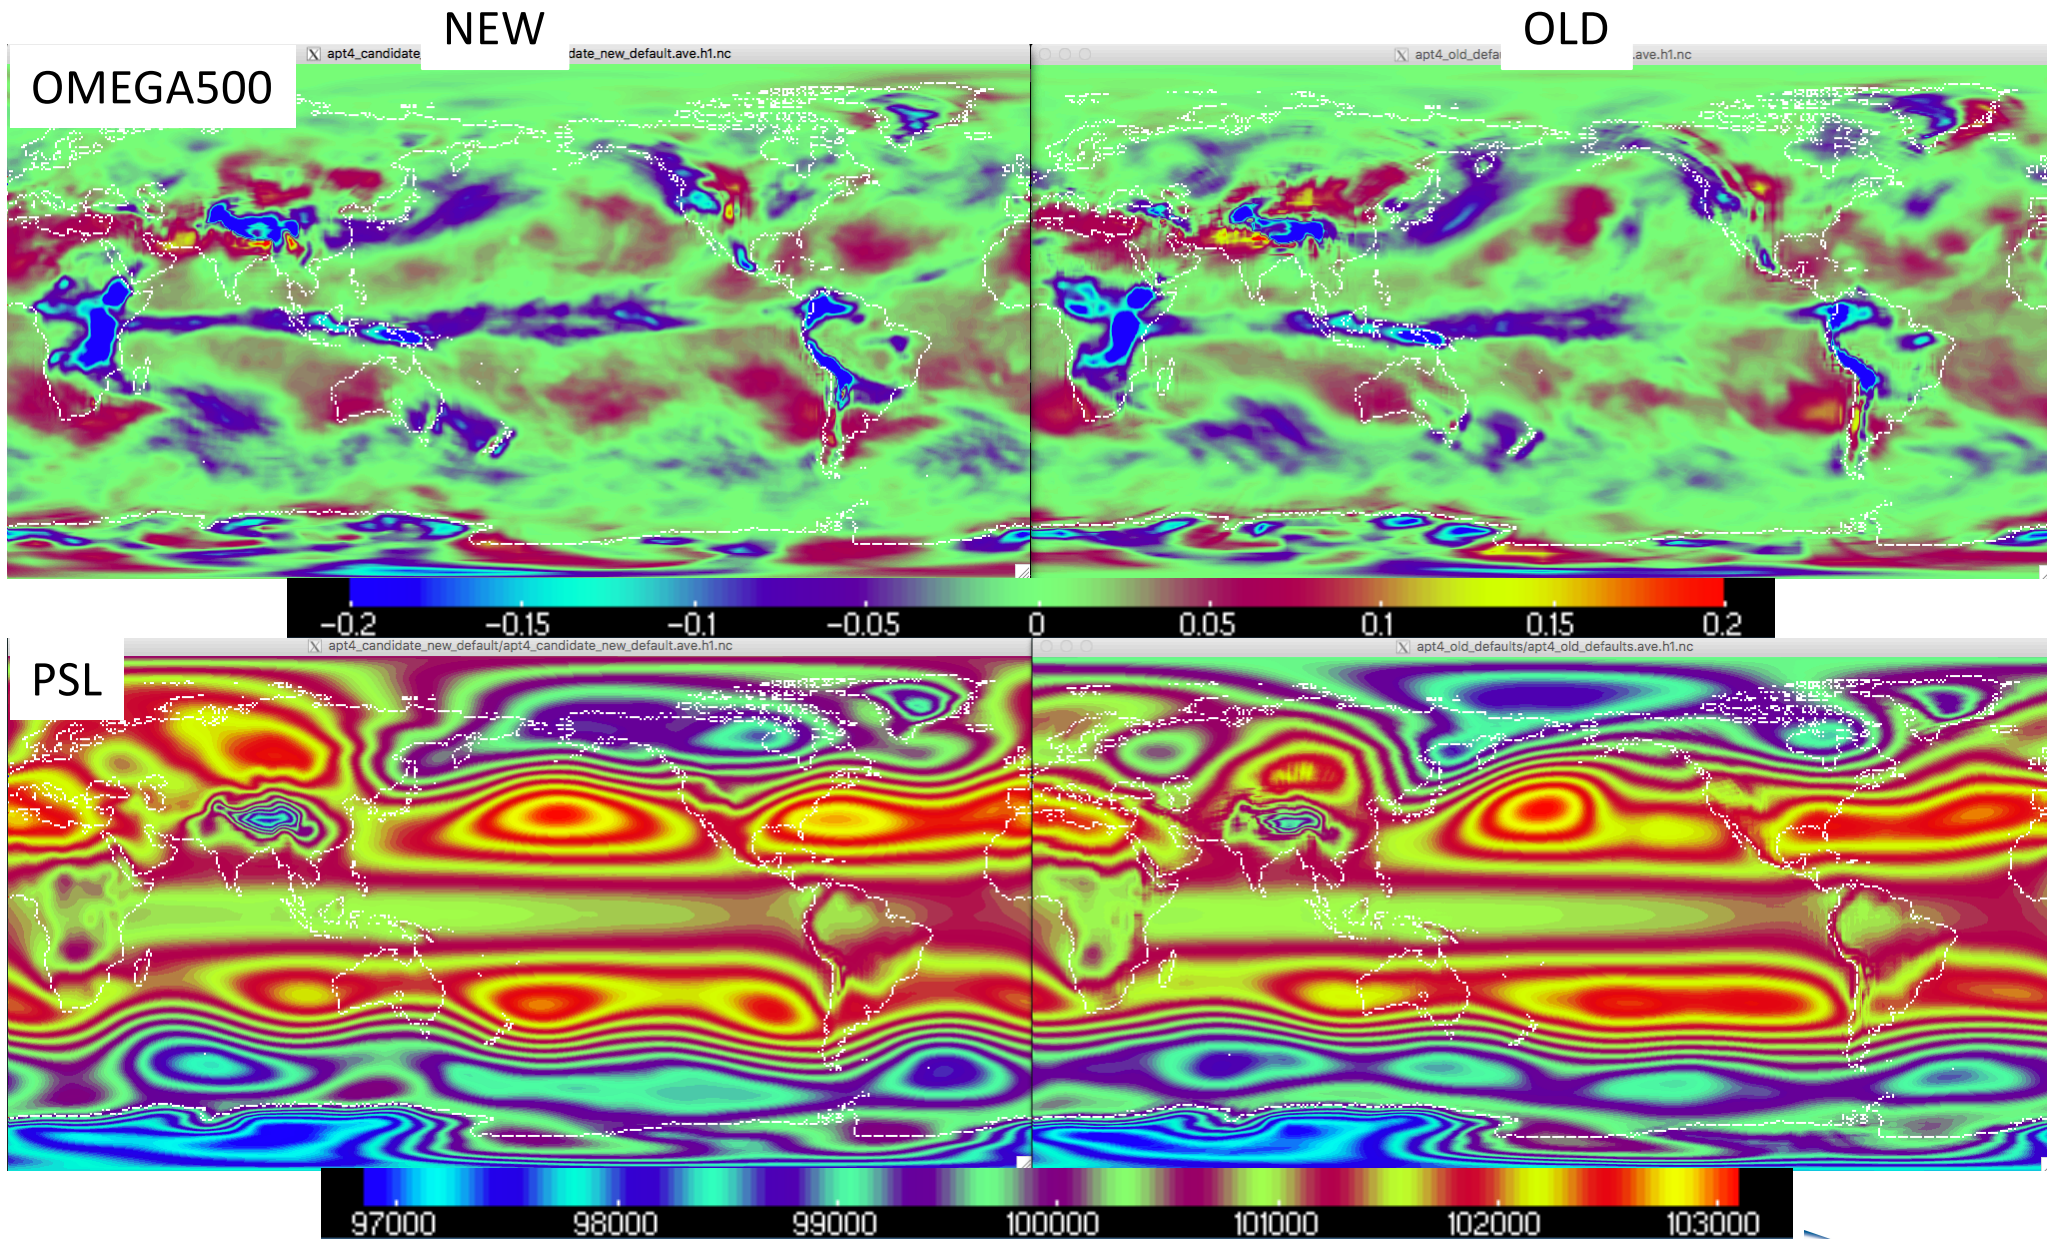 NEW
OLD
apt4_candidate date_new_default.ave.h1.nc
apt4_old_defa .ave.h1.nc
OMEGA500
-0.2 -0.15 -0.1 -0.05 0 0.05 0.1 0.15 0.2
apt4_candidate_new_default/apt4_candidate_new_default.ave.h1.nc
apt4_old_defaults/apt4_old_defaults.ave.h1.nc
PSL
97000 98000 99000 100000 101000 102000 103000